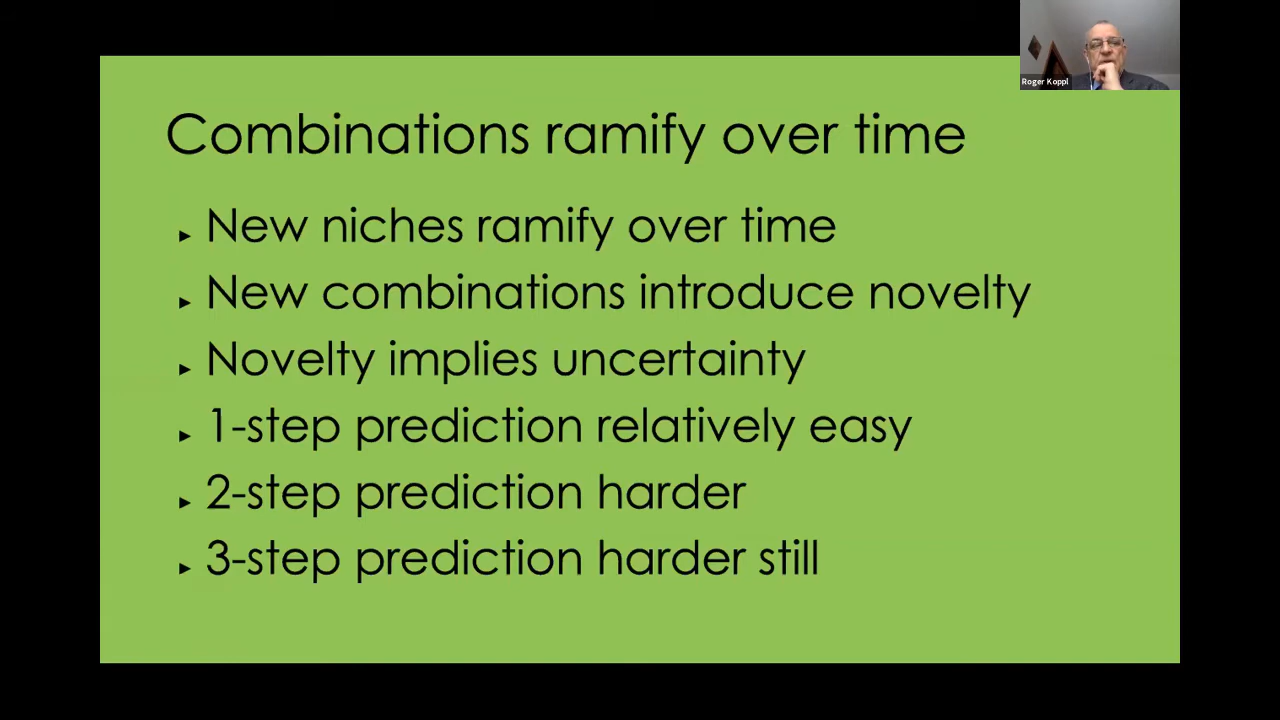 Roger Koppl
Combinations ramify over time
▸ New niches ramify over time
▸ New combinations introduce novelty
▸ Novelty implies uncertainty
▸ 1-step prediction relatively easy
▸ 2-step prediction harder
▸ 3-step prediction harder still